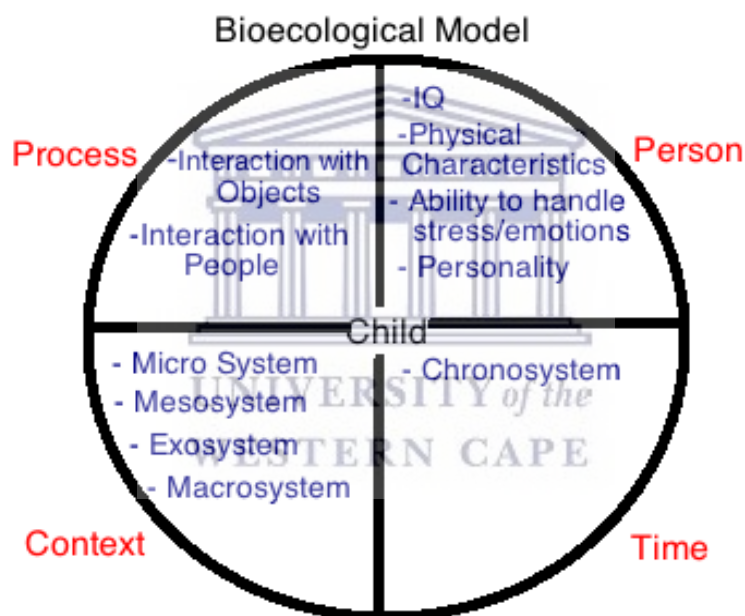 Bioecological Model
Process
-Interaction with
Objects
-Interaction with
People
-IQ
-Physical
Characteristics
- Ability to handle
stress/emotions
- Personality
Person
Child
- Micro System
- Mesosystem
- Exosystem
- Macrosystem
Context
- Chronosystem
Time
UNIVERSITY of the
WESTERN CAPE